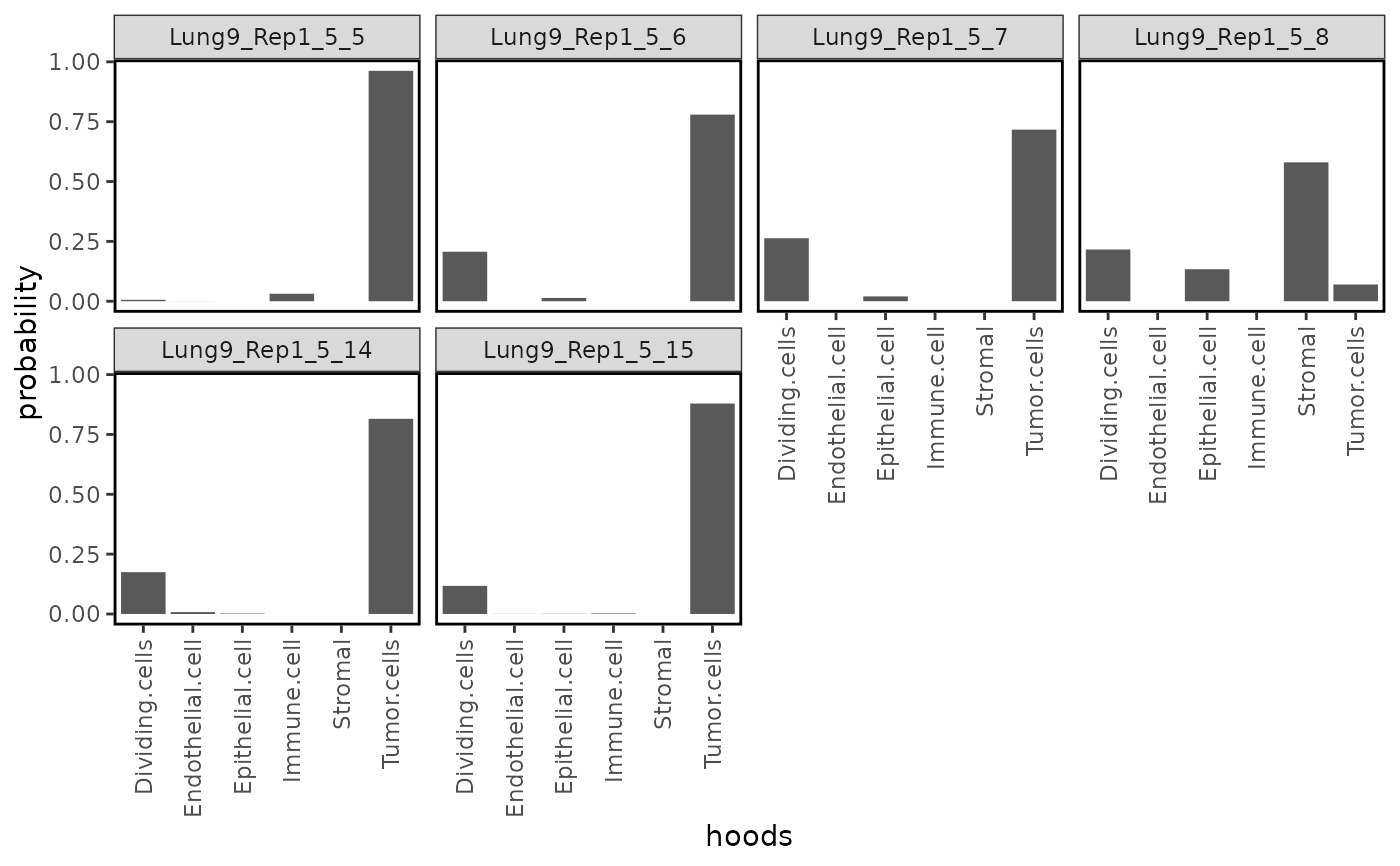 Lung9_Rep1_5_5
Lung9_Rep1_5_6
Lung9_Rep1_5_7
Lung9_Rep1_5_8
1.00
0.75
0.50
0.25
0.00
Dividing.cells
Endothelial.cell
Epithelial.cell
Immune.cell
Stromal
Tumor.cells
Dividing.cells
Endothelial.cell
Epithelial.cell
Immune.cell
Stromal
Tumor.cells
probability
Lung9_Rep1_5_14
Lung9_Rep1_5_15
1.00
0.75
0.50
0.25
0.00
Dividing.cells
Endothelial.cell
Epithelial.cell
Immune.cell
Stromal
Tumor.cells
Dividing.cells
Endothelial.cell
Epithelial.cell
Immune.cell
Stromal
Tumor.cells
hoods